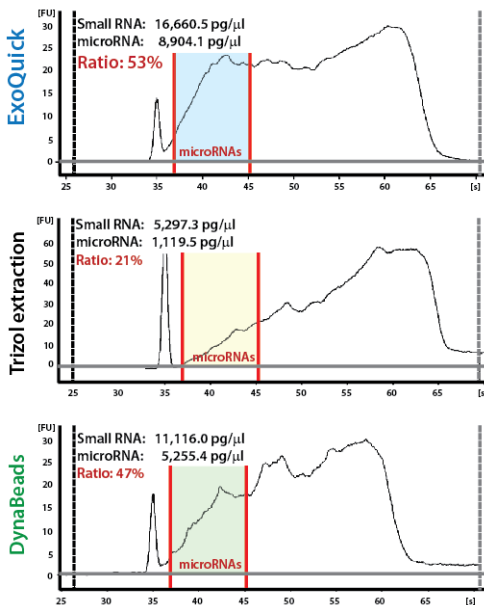 ExoQuick
[FU]
Small RNA: 16,660.5 pg/µl
microRNA: 8,904.1 pg/µl
Ratio: 53%
30
25
20
15
10
5
0
microRNAs
25 30 35 40 45 50 55 60 65 [s]
Trizol extraction
[FU]
Small RNA: 5,297.3 pg/µl
microRNA: 1,119.5 pg/µl
Ratio: 21%
60
50
40
30
20
10
0
microRNAs
25 30 35 40 45 50 55 60 65 [s]
DynaBeads
[FU]
Small RNA: 11,116.0 pg/µl
microRNA: 5,255.4 pg/µl
Ratio: 47%
30
25
20
15
10
5
0
microRNAs
25 30 35 40 45 50 55 60 65 [s]